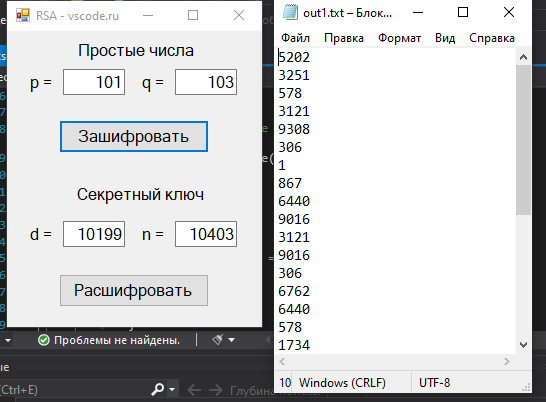 RSA - vscode.ru
Простые числа
p = 101 q = 103
Зашифровать
Секретный ключ
d = 10199 n = 10403
Расшифровать
Проблемы не найдены.
(Ctrl+E)
Глубина
out1.txt – Блок...
Файл Правка Формат Вид Справка
5202
3251
578
3121
9308
306
1
867
6440
9016
3121
9016
306
6762
6440
578
1734
10 Windows (CRLF) UTF-8